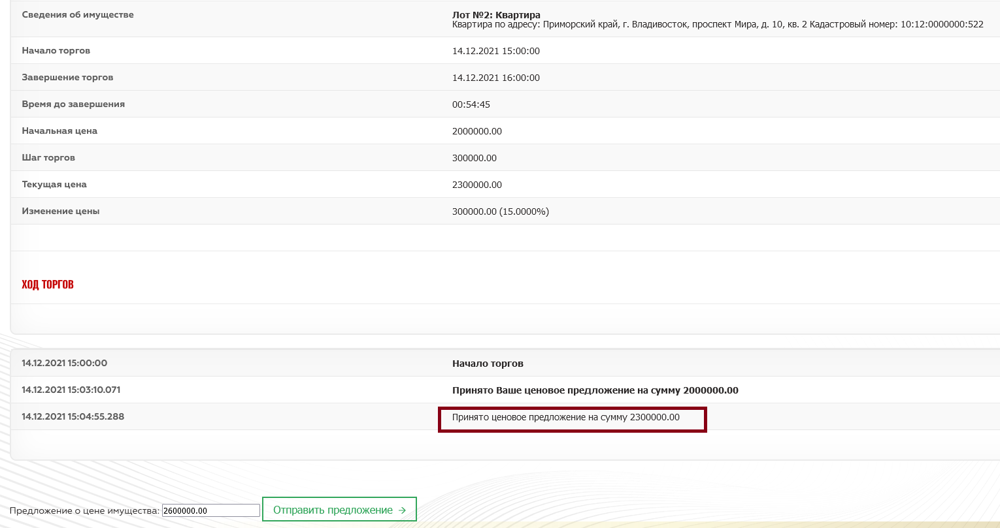 Сведения об имуществе
Лот №2: Квартира
Квартира по адресу: Приморский край, г. Владивосток, проспект Мира, д. 10, кв. 2 Кадастровый номер: 10:12:0000000:522
Начало торгов 14.12.2021 15:00:00
Завершение торгов 14.12.2021 16:00:00
Время до завершения 00:54:45
Начальная цена 2000000.00
Шаг торгов 300000.00
Текущая цена 2300000.00
Изменение цены 300000.00 (15.0000%)
ХОД ТОРГОВ
14.12.2021 15:00:00 Начало торгов
14.12.2021 15:03:10.071 Принято Ваше ценовое предложение на сумму 2000000.00
14.12.2021 15:04:55.288 Принято ценовое предложение на сумму 2300000.00
Предложение о цене имущества: 2600000.00 Отправить предложение →